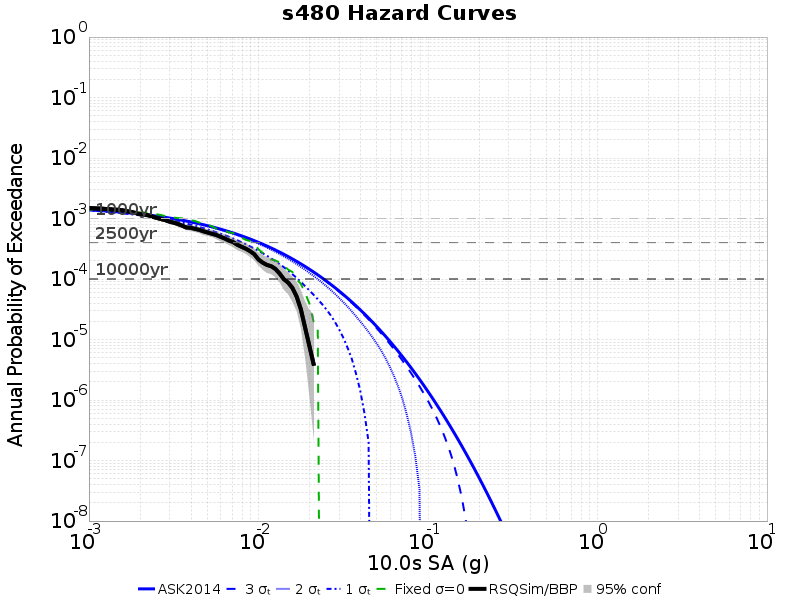 s480 Hazard Curves
Annual Probability of Exceedance
10^0
10^-1
10^-2
10^-3
10^-4
10^-5
10^-6
10^-7
10^-8
1000yr
2500yr
10000yr
10^-3 10^-2 10^-1 10^0 10^1
10.0s SA (g)
ASK2014 3 σₜ 2 σₜ 1 σₜ Fixed σ=0 RSQSim/BBP 95% conf